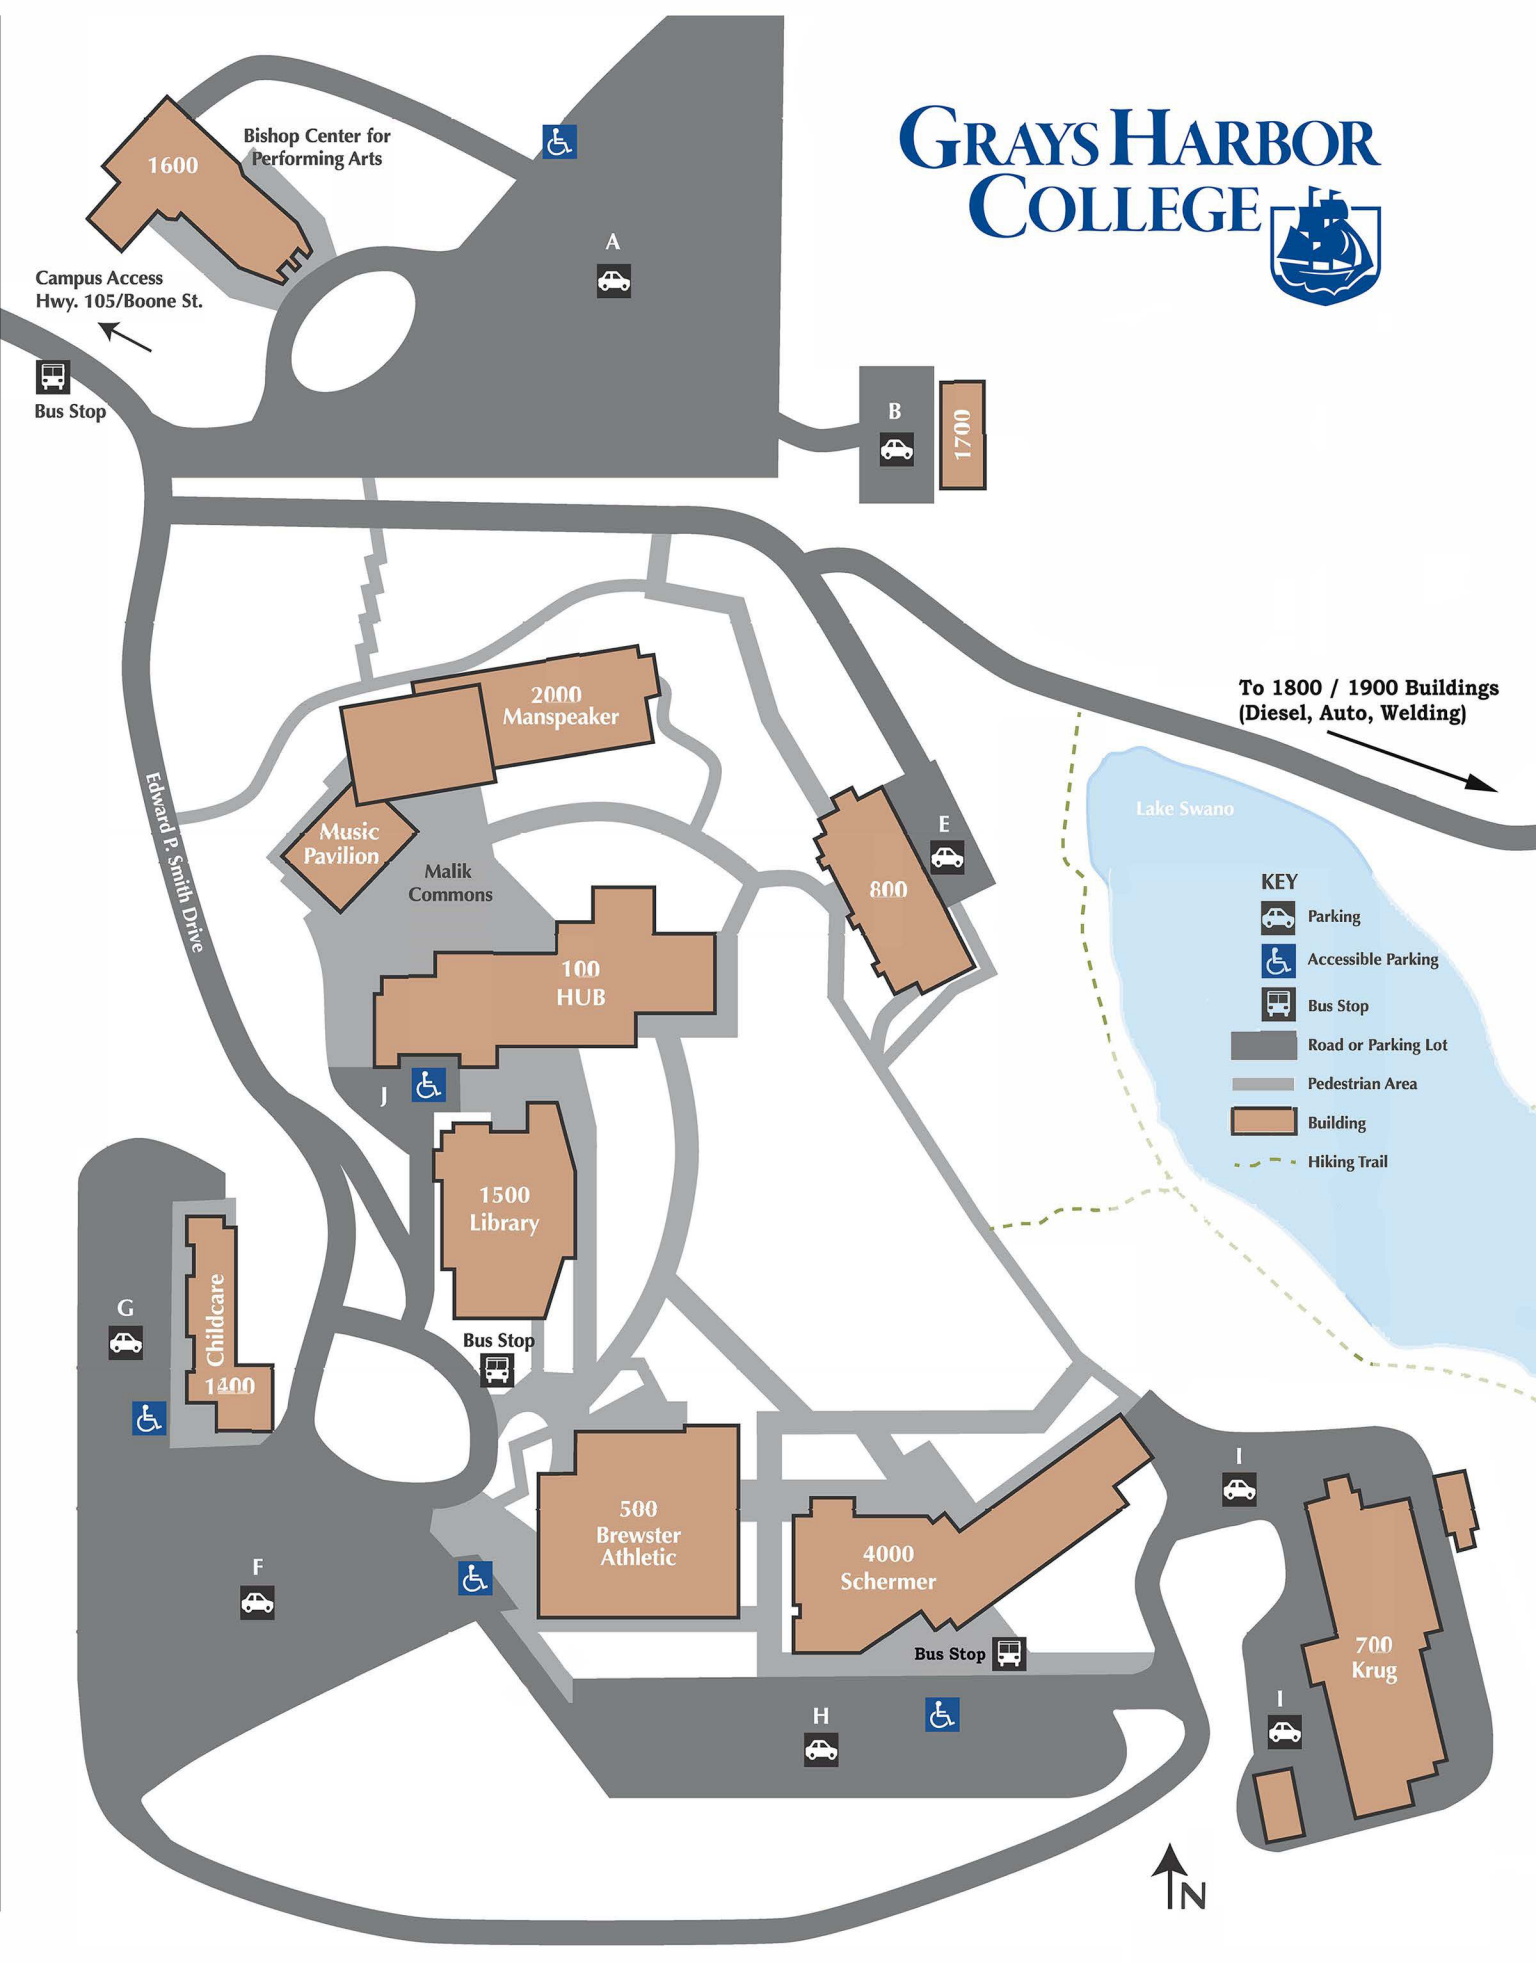 GRAYS HARBOR
COLLEGE
Bishop Center for
Performing Arts
1600
A
Campus Access
Hwy. 105/Boone St.
Bus Stop
B
1700
To 1800 / 1900 Buildings
(Diesel, Auto, Welding)
2000
Manspeaker
Edward P. Smith Drive
Music
Pavilion
Malik
Commons
E
800
Lake Swano
KEY
Parking
Accessible Parking
Bus Stop
Road or Parking Lot
Pedestrian Area
Building
Hiking Trail
100
HUB
J
1500
Library
Bus Stop
G
Childcare
1400
F
500
Brewster
Athletic
4000
Schermer
Bus Stop
H
I
I
700
Krug
N